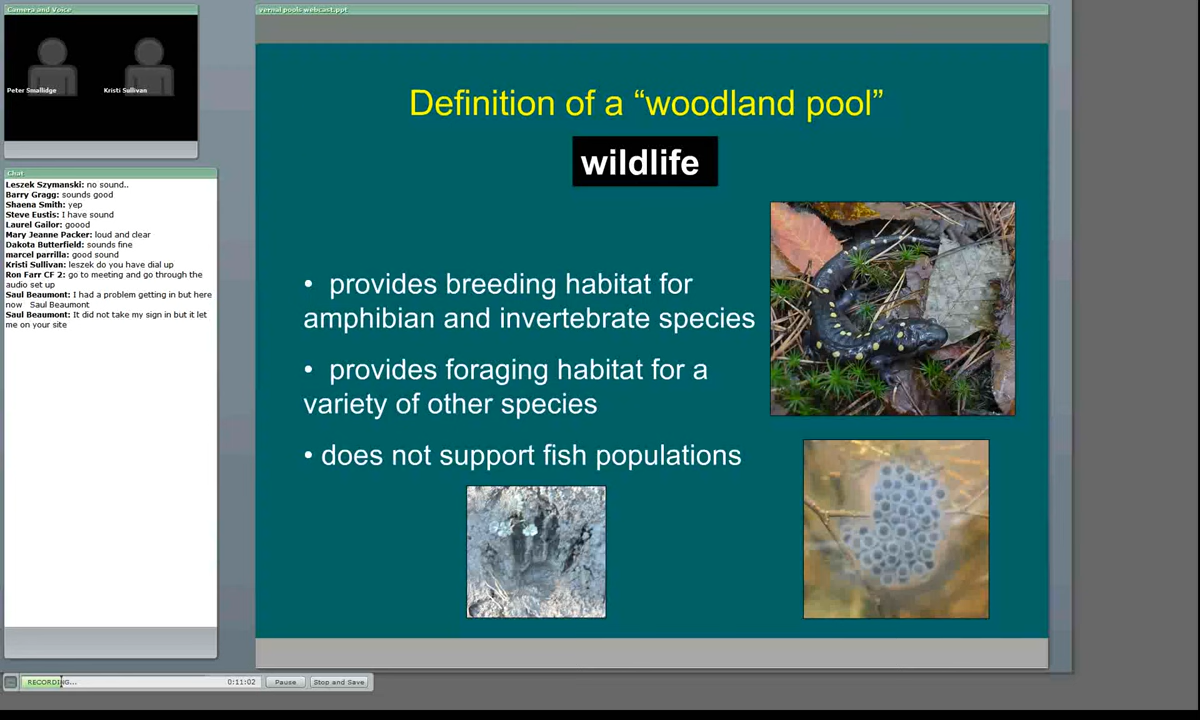 Camera and Voice
Peter Smallidge
Kristi Sullivan
Chat
Leszek Szymanski: no sound..
Barry Gragg: sounds good
Shaena Smith: yep
Steve Eustis: I have sound
Laurel Gailor: goood
Mary Jeanne Packer: loud and clear
Dakota Butterfield: sounds fine
marcel parrilla: good sound
Kristi Sullivan: leszek do you have dial up
Ron Farr CF 2: go to meeting and go through the
audio set up
Saul Beaumont: I had a problem getting in but here
now Saul Beaumont
Saul Beaumont: It did not take my sign in but it let
me on your site
vernal pools webcast.ppt
Definition of a “woodland pool”
wildlife
• provides breeding habitat for
amphibian and invertebrate species
• provides foraging habitat for a
variety of other species
• does not support fish populations
RECORDING...
0:11:02
Pause
Stop and Save